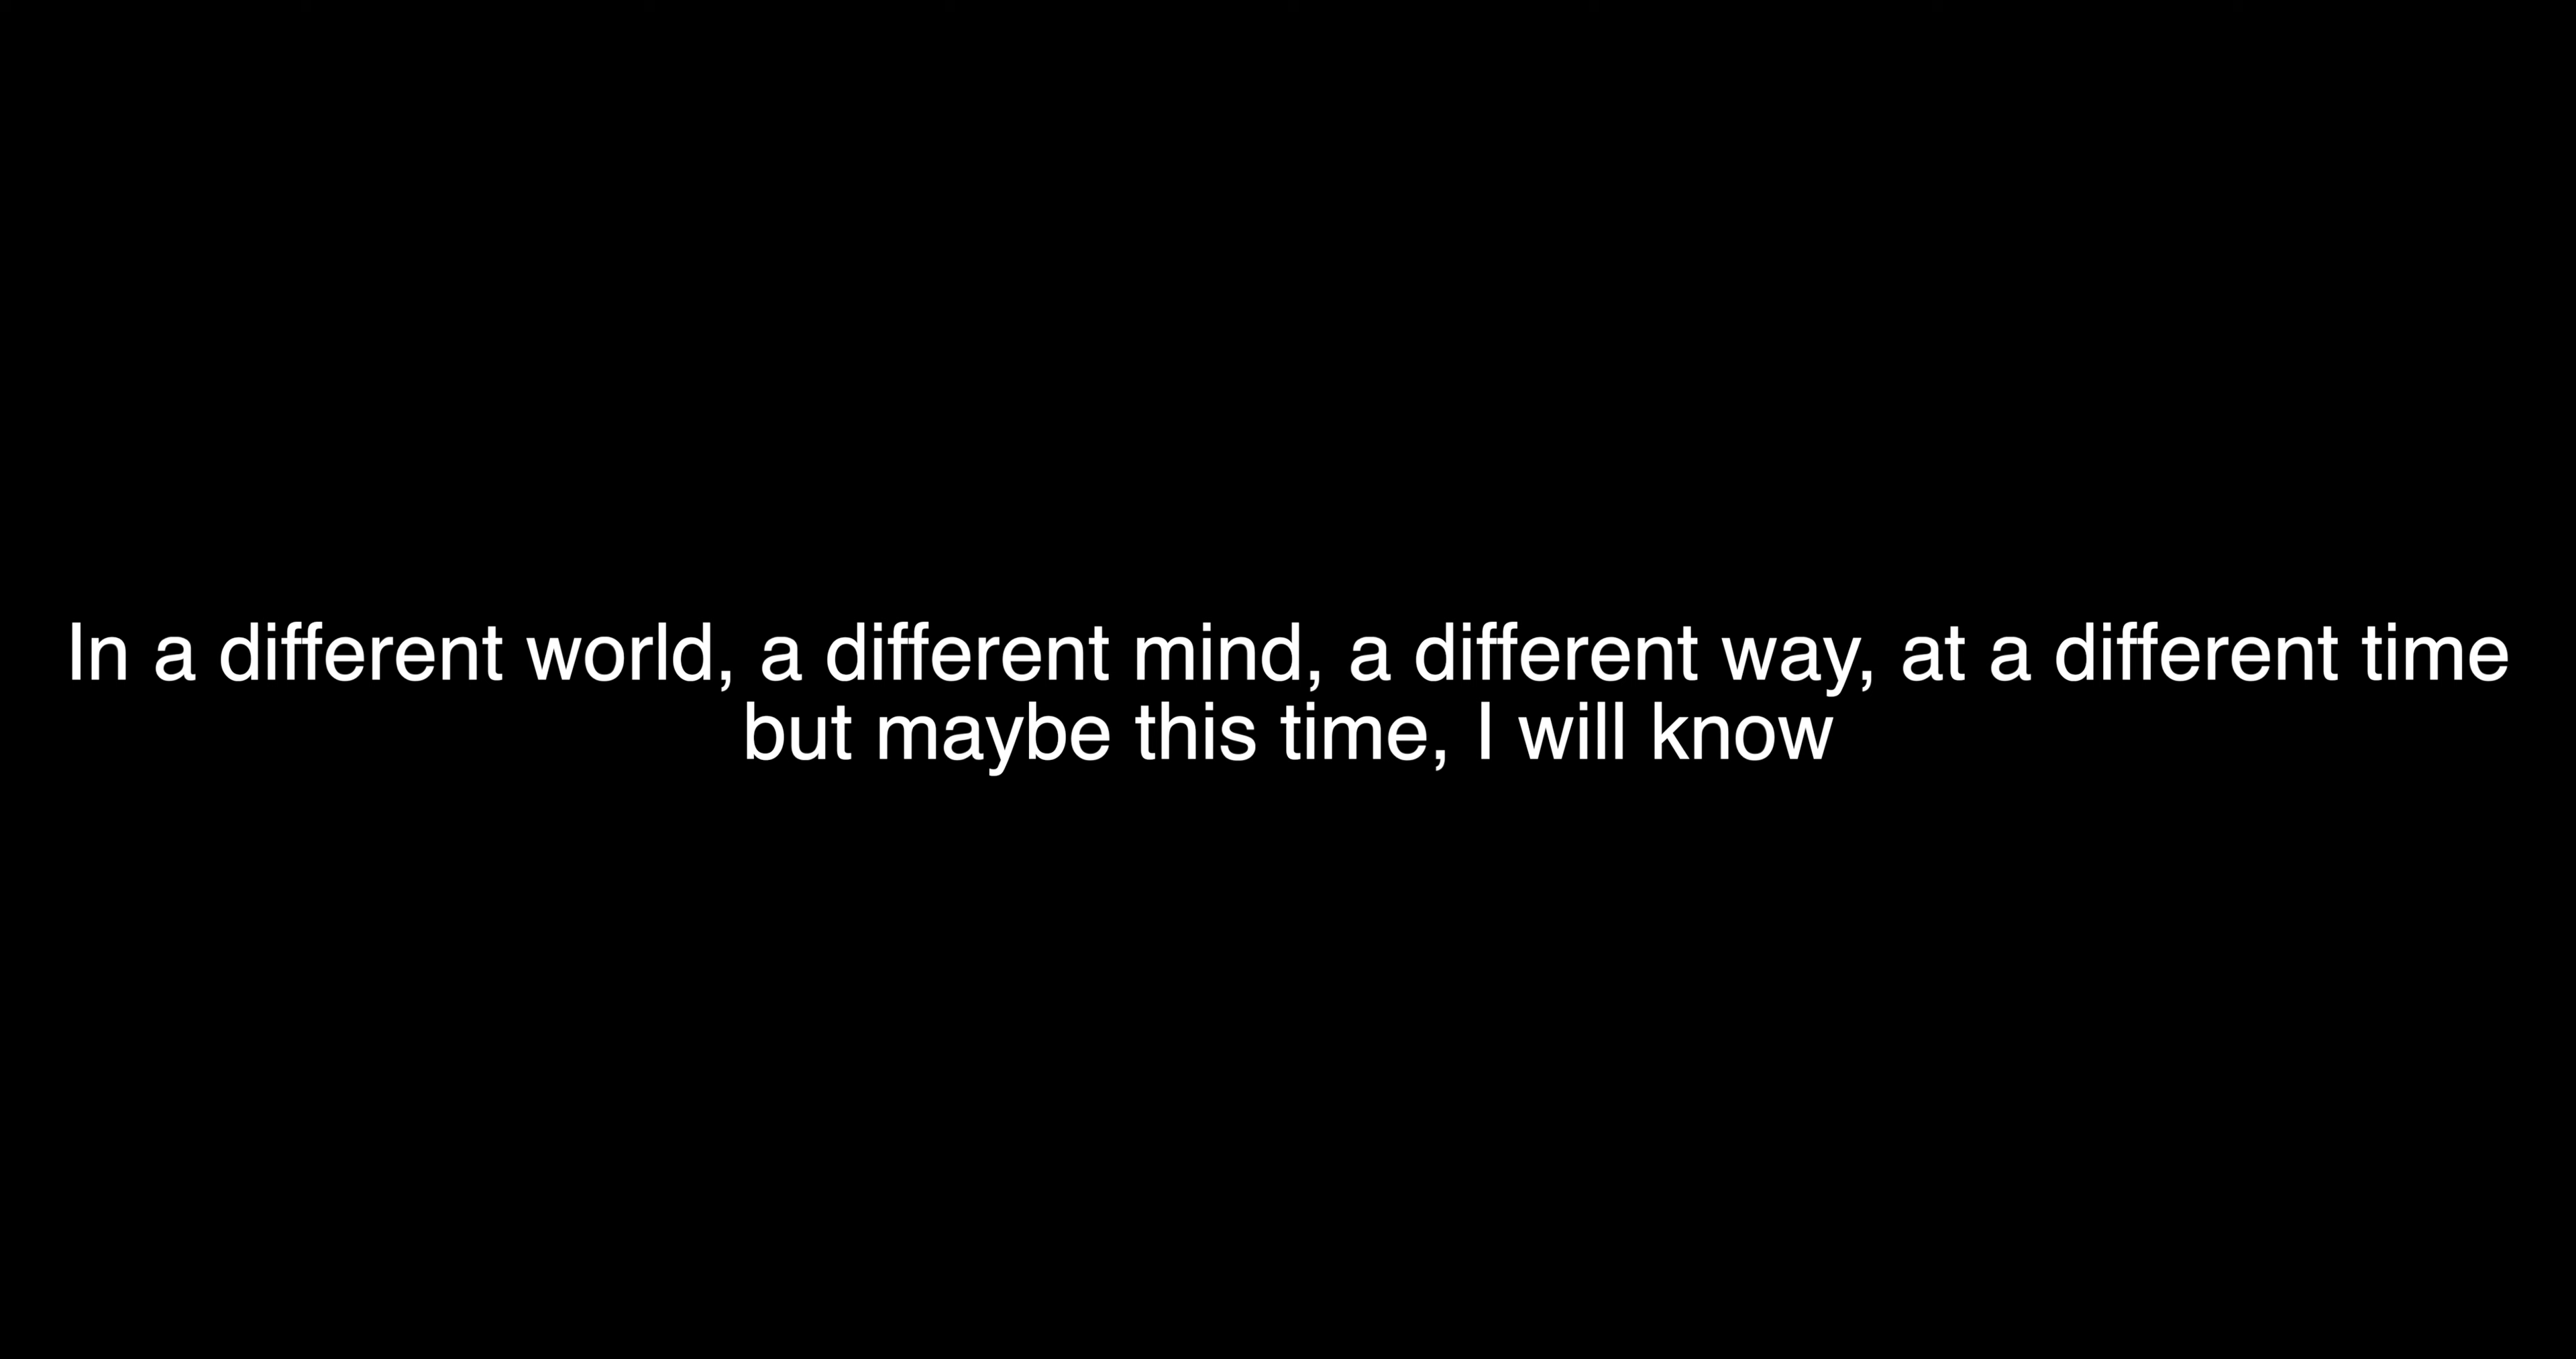 In a different world, a different mind, a different way, at a different time
but maybe this time, I will know